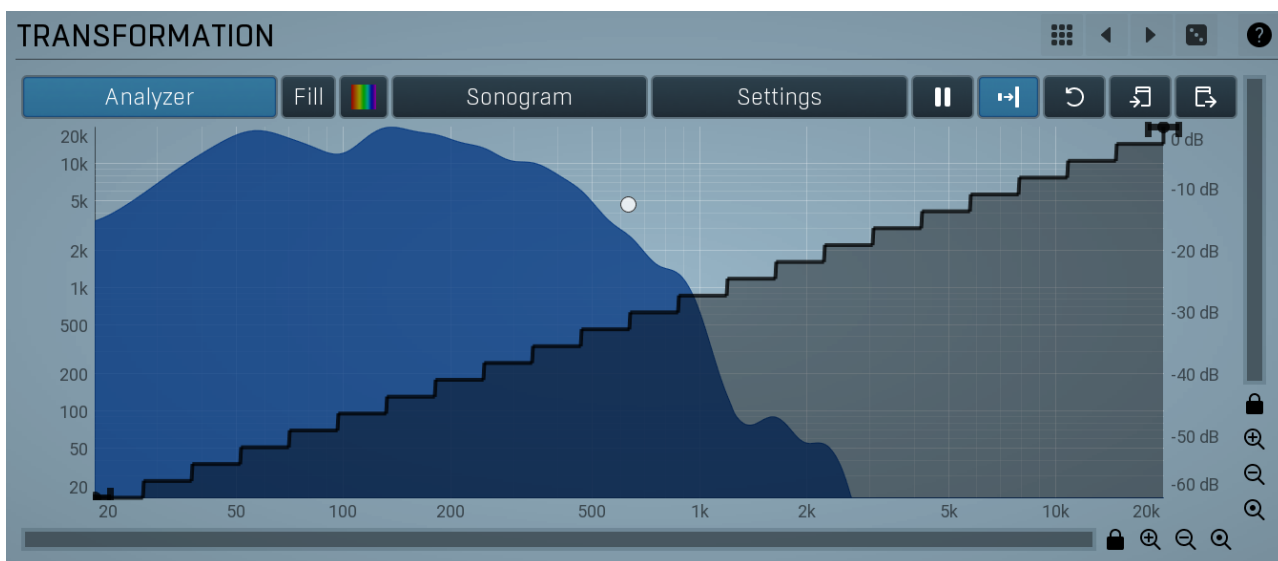 TRANSFORMATION
?
Analyzer Fill Sonogram Settings
20k 0 dB
10k
5k -10 dB
2k -20 dB
1k
500 -30 dB
200 -40 dB
100
50 -50 dB
20 -60 dB
20 50 100 200 500 1k 2k 5k 10k 20k